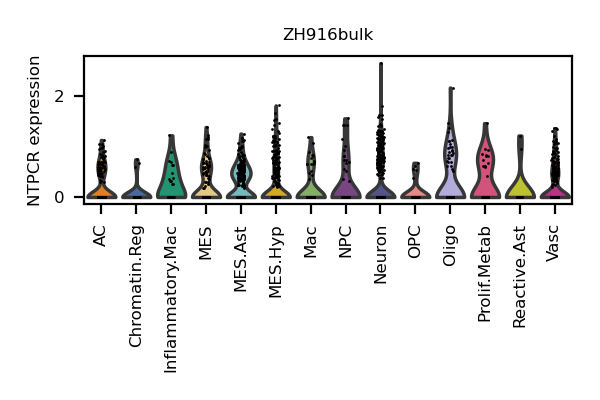 ZH916bulk
NTPCR expression
2
0
AC
Chromatin.Reg
Inflammatory.Mac
MES
MES.Ast
MES.Hyp
Mac
NPC
Neuron
OPC
Oligo
Prolif.Metab
Reactive.Ast
Vasc